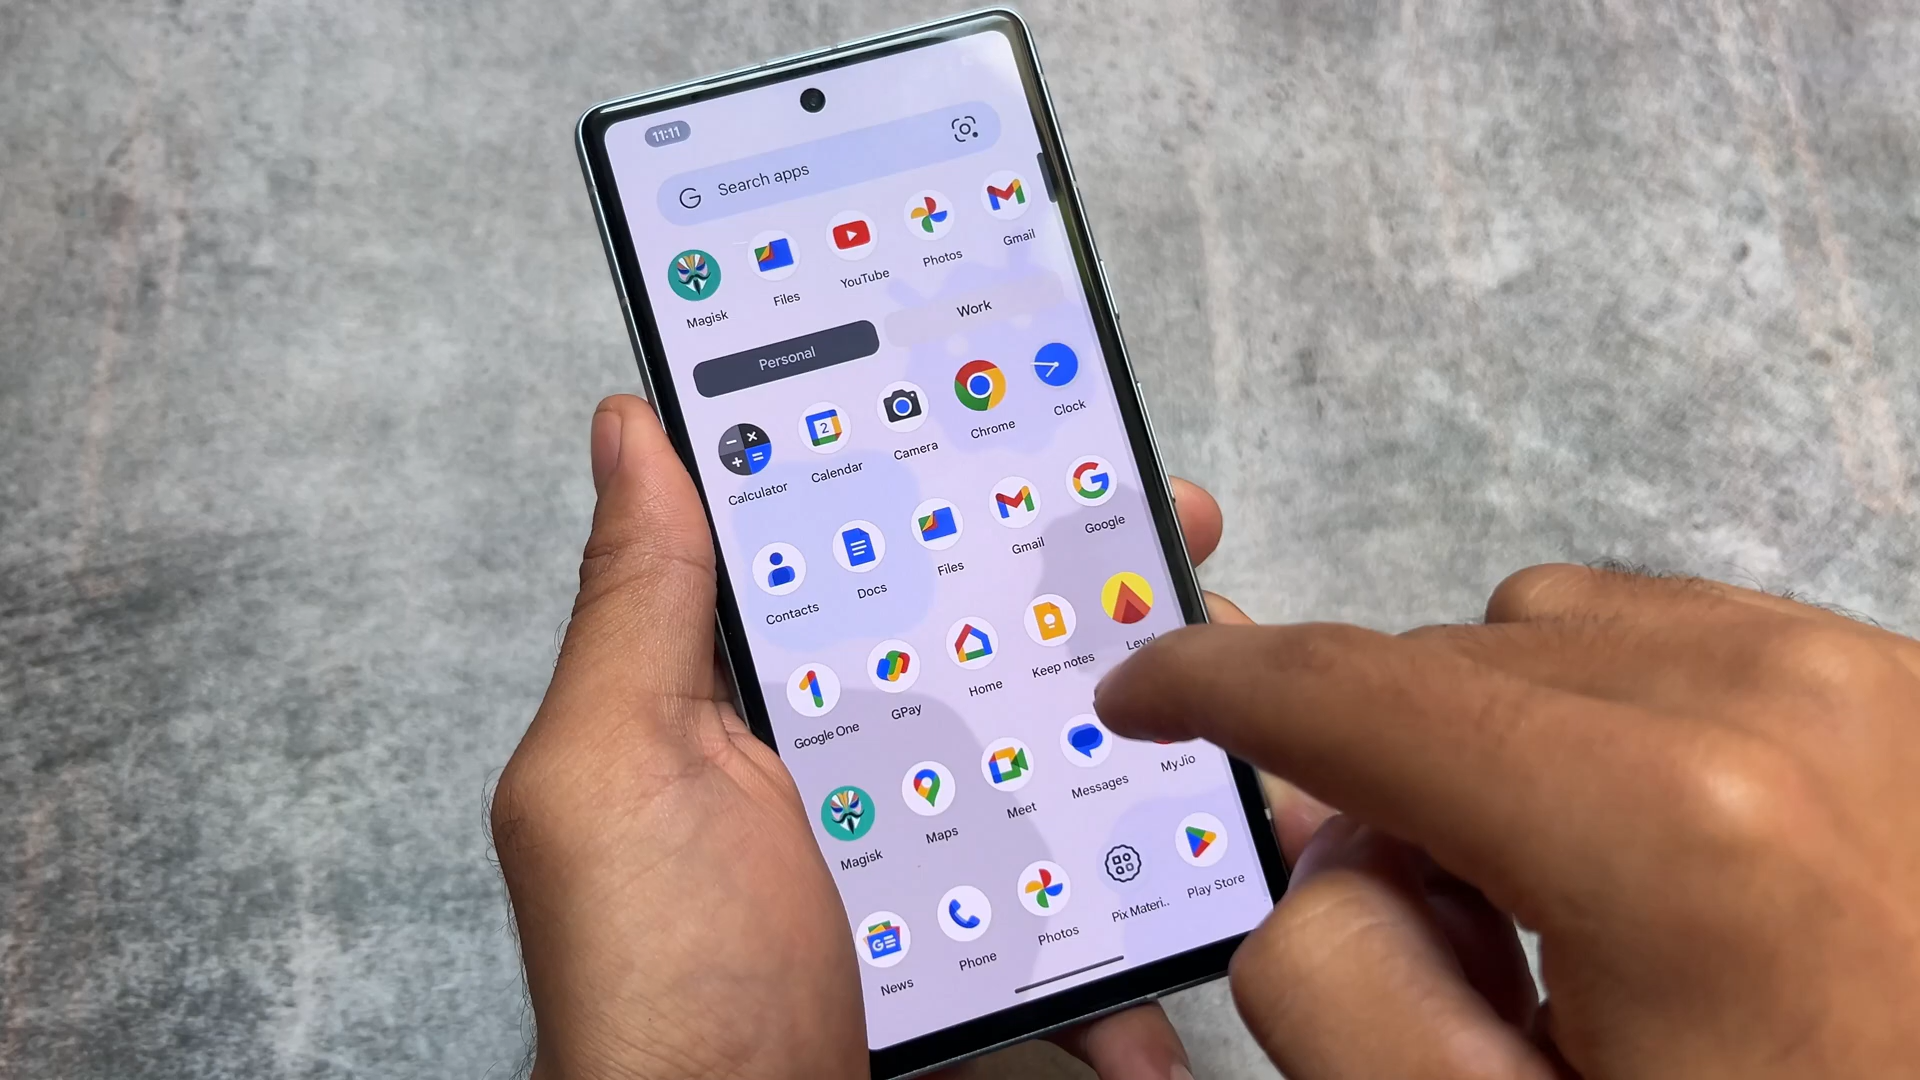 11:11
Search apps
Magisk
Files
YouTube
Photos
Gmail
Personal
Work
Calculator
2
Calendar
Camera
Chrome
Clock
Contacts
Docs
Files
Gmail
Google
Google One
GPay
Home
Keep notes
Level
Magisk
Maps
Meet
Messages
MyJio
News
Phone
Photos
Pix Materi..
Play Store